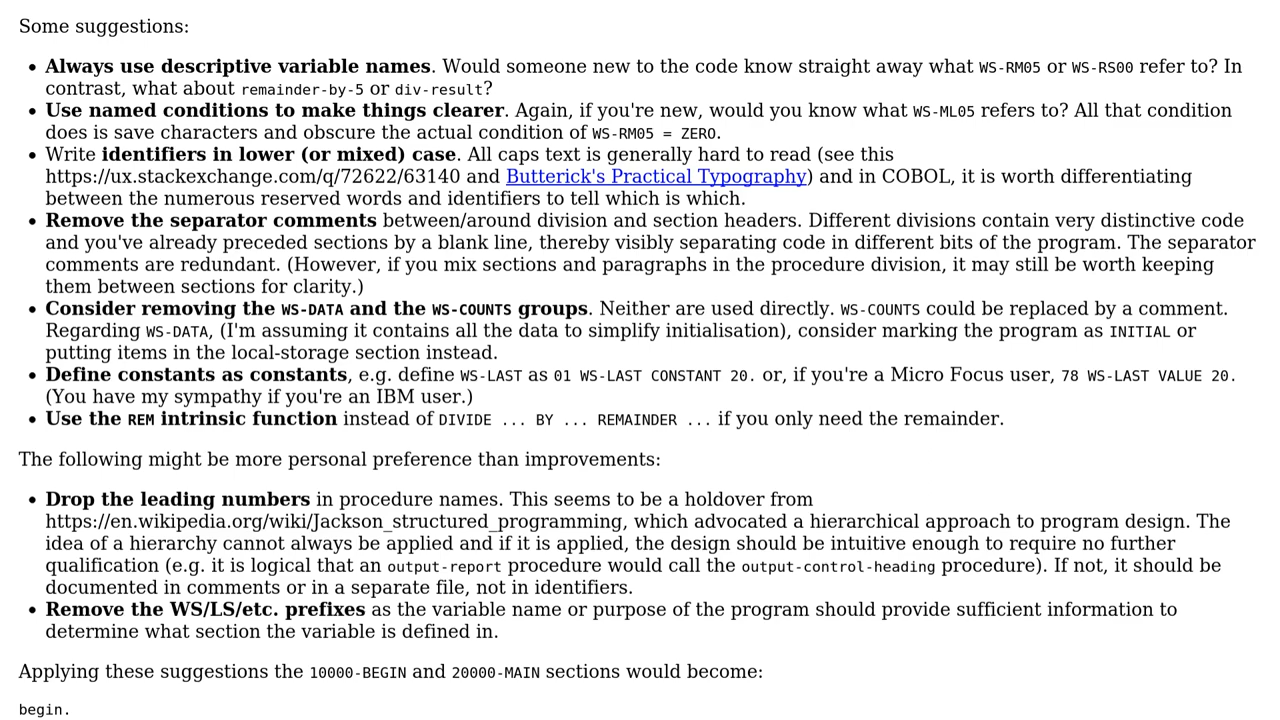 Some suggestions:
• Always use descriptive variable names. Would someone new to the code know straight away what WS-RM05 or WS-RS00 refer to? In
contrast, what about remainder-by-5 or div-result?
• Use named conditions to make things clearer. Again, if you're new, would you know what WS-ML05 refers to? All that condition
does is save characters and obscure the actual condition of WS-RM05 = ZERO.
• Write identifiers in lower (or mixed) case. All caps text is generally hard to read (see this
https://ux.stackexchange.com/q/72622/63140 and Butterick's Practical Typography) and in COBOL, it is worth differentiating
between the numerous reserved words and identifiers to tell which is which.
• Remove the separator comments between/around division and section headers. Different divisions contain very distinctive code
and you've already preceded sections by a blank line, thereby visibly separating code in different bits of the program. The separator
comments are redundant. (However, if you mix sections and paragraphs in the procedure division, it may still be worth keeping
them between sections for clarity.)
• Consider removing the WS-DATA and the WS-COUNTS groups. Neither are used directly. WS-COUNTS could be replaced by a comment.
Regarding WS-DATA, (I'm assuming it contains all the data to simplify initialisation), consider marking the program as INITIAL or
putting items in the local-storage section instead.
• Define constants as constants, e.g. define WS-LAST as 01 WS-LAST CONSTANT 20. or, if you're a Micro Focus user, 78 WS-LAST VALUE 20.
(You have my sympathy if you're an IBM user.)
• Use the REM intrinsic function instead of DIVIDE ... BY ... REMAINDER ... if you only need the remainder.
The following might be more personal preference than improvements:
• Drop the leading numbers in procedure names. This seems to be a holdover from
https://en.wikipedia.org/wiki/Jackson_structured_programming, which advocated a hierarchical approach to program design. The
idea of a hierarchy cannot always be applied and if it is applied, the design should be intuitive enough to require no further
qualification (e.g. it is logical that an output-report procedure would call the output-control-heading procedure). If not, it should be
documented in comments or in a separate file, not in identifiers.
• Remove the WS/LS/etc. prefixes as the variable name or purpose of the program should provide sufficient information to
determine what section the variable is defined in.
Applying these suggestions the 10000-BEGIN and 20000-MAIN sections would become:
begin.